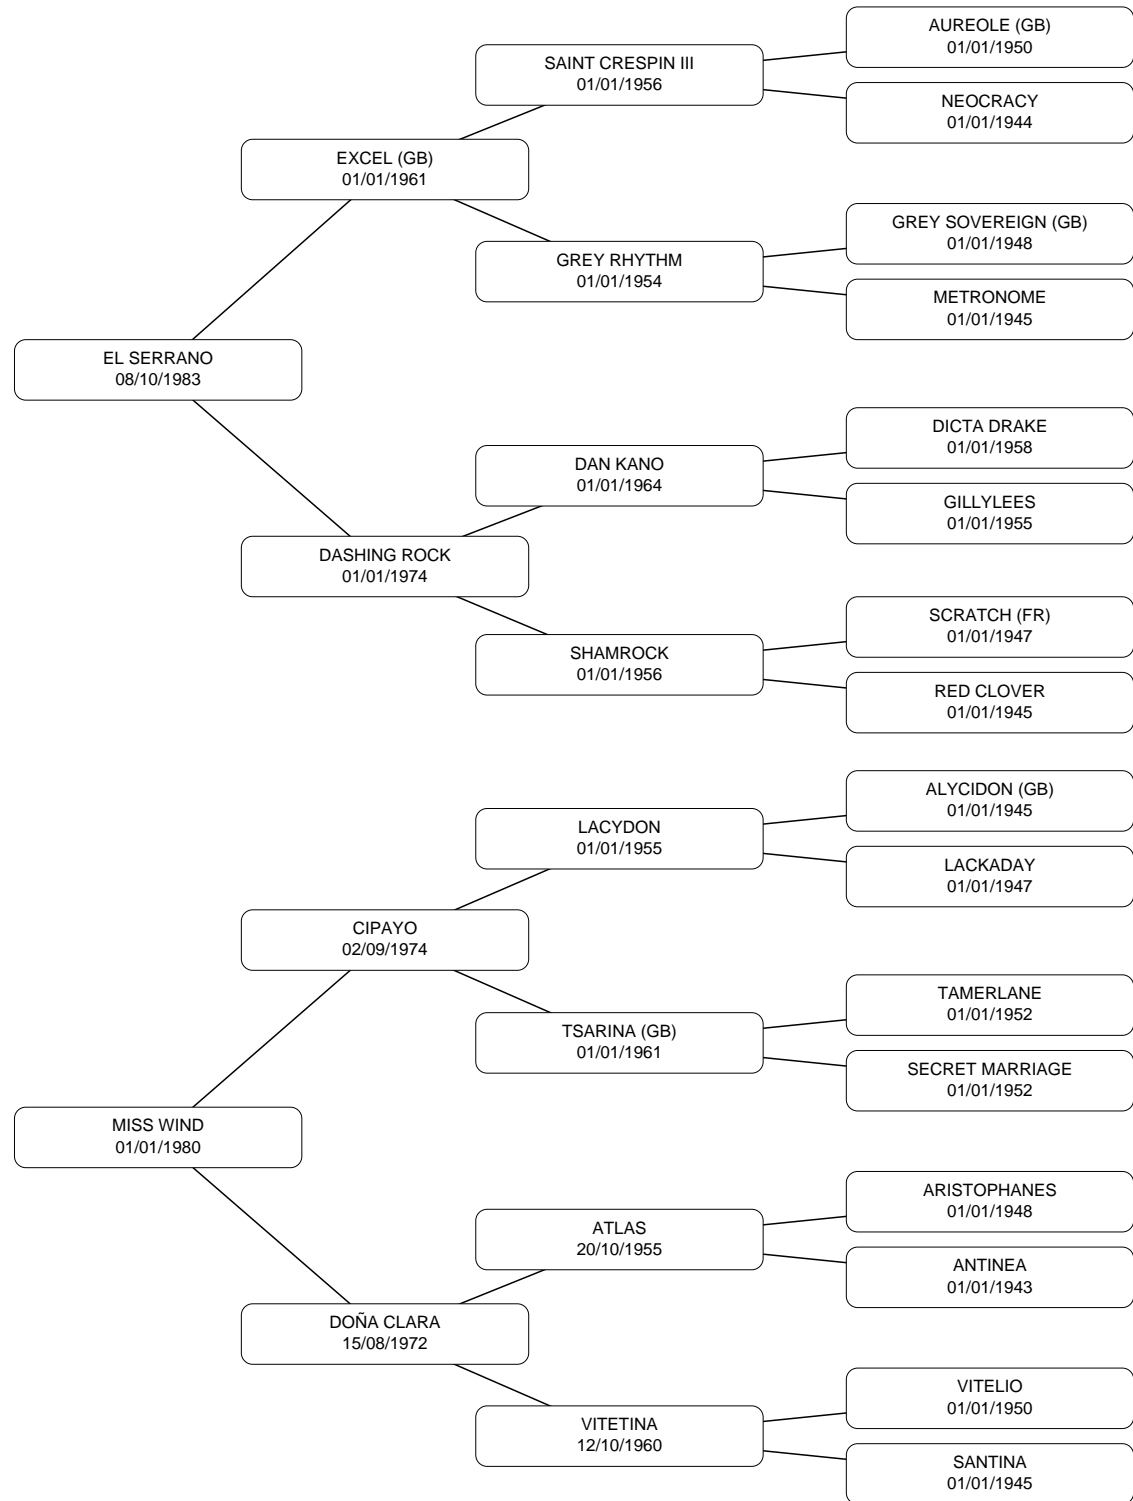 AUREOLE (GB)
01/01/1950
SAINT CRESPIN III
01/01/1956
NEOCRACY
01/01/1944
EXCEL (GB)
01/01/1961
GREY SOVEREIGN (GB)
01/01/1948
GREY RHYTHM
01/01/1954
METRONOME
01/01/1945
EL SERRANO
08/10/1983
DICTA DRAKE
01/01/1958
DAN KANO
01/01/1964
GILLYLEES
01/01/1955
DASHING ROCK
01/01/1974
SCRATCH (FR)
01/01/1947
SHAMROCK
01/01/1956
RED CLOVER
01/01/1945
ALYCIDON (GB)
01/01/1945
LACYDON
01/01/1955
LACKADAY
01/01/1947
CIPAYO
02/09/1974
TAMERLANE
01/01/1952
TSARINA (GB)
01/01/1961
SECRET MARRIAGE
01/01/1952
MISS WIND
01/01/1980
ARISTOPHANES
01/01/1948
ATLAS
20/10/1955
ANTINEA
01/01/1943
DOÑA CLARA
15/08/1972
VITELIO
01/01/1950
VITETINA
12/10/1960
SANTINA
01/01/1945